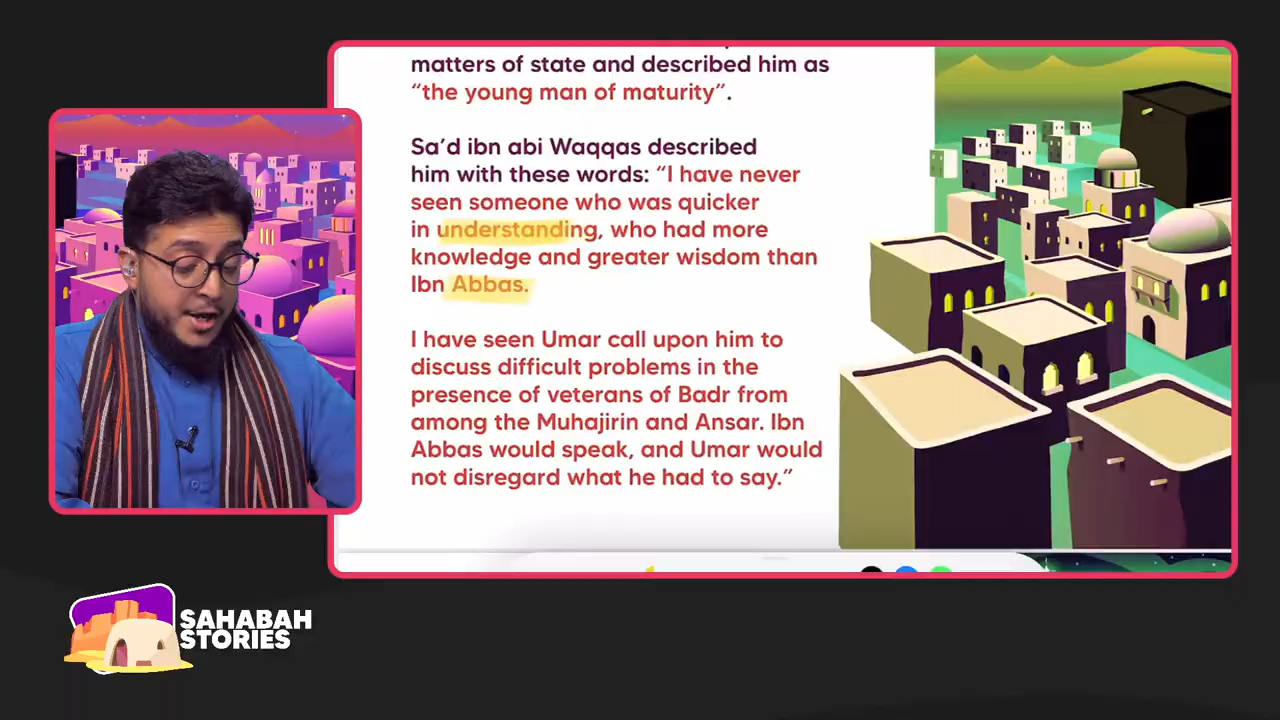 matters of state and described him as
“the young man of maturity”.
Sa’d ibn abi Waqqas described
him with these words: “I have never
seen someone who was quicker
in understanding, who had more
knowledge and greater wisdom than
Ibn Abbas.
I have seen Umar call upon him to
discuss difficult problems in the
presence of veterans of Badr from
among the Muhajirin and Ansar. Ibn
Abbas would speak, and Umar would
not disregard what he had to say.”
SAHABAH
STORIES